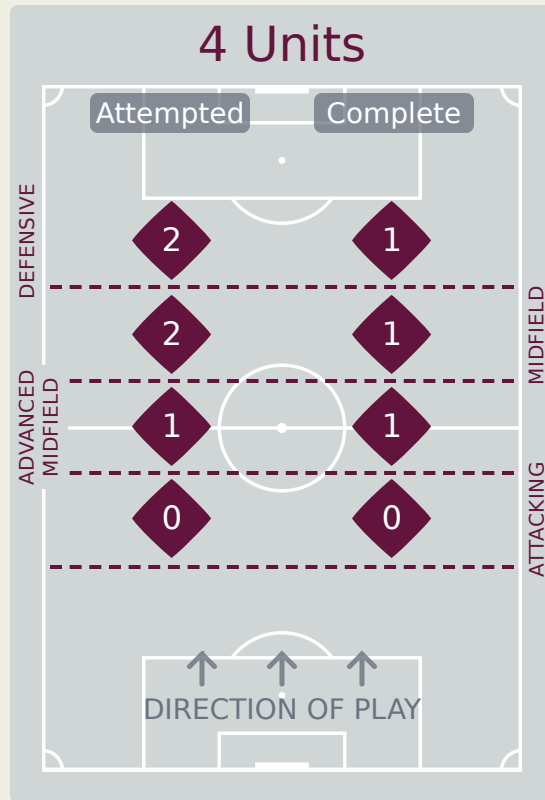 4 Units
Attempted Complete
DEFENSIVE
2 1
MIDFIELD
2 1
ADVANCED
MIDFIELD
1 1
ATTACKING
0 0
DIRECTION OF PLAY